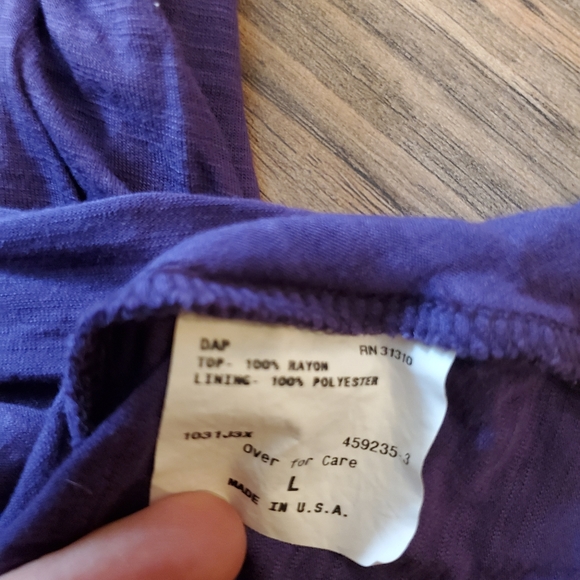 DAP RN 31310
TOP- 100% RAYON
LINING- 100% POLYESTER
1031J3X 459235-3
Over for Care
L
MADE IN U.S.A.